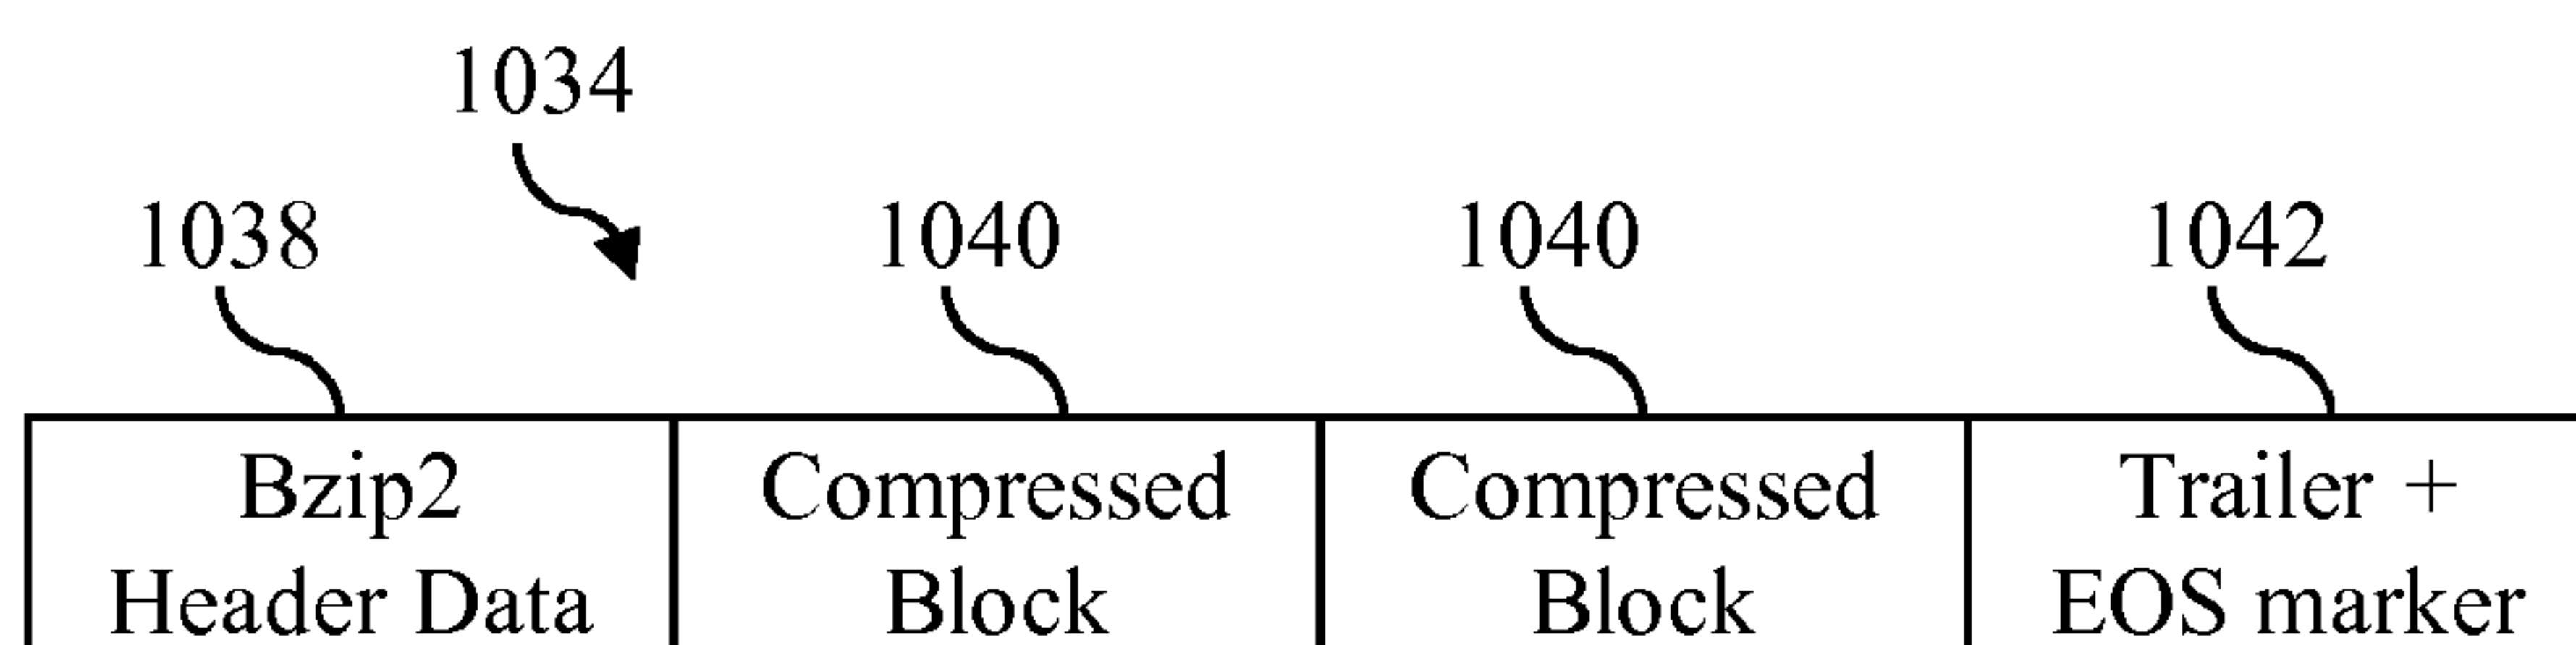 1034
1038 1040 1040 1042
Bzip2 Compressed Compressed Trailer +
Header Data Block Block EOS marker